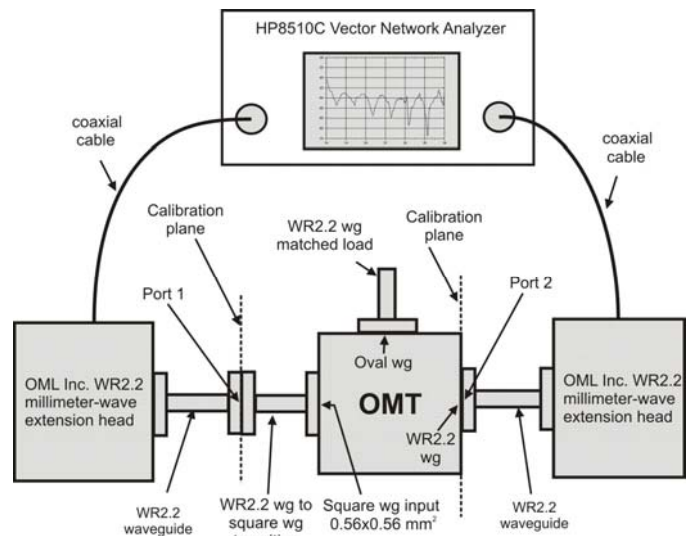 HP8510C Vector Network Analyzer
coaxial
cable
coaxial
cable
WR2.2 wg
matched load
Calibration
plane
Calibration
plane
Port 1
Port 2
Oval wg
OML Inc. WR2.2
millimeter-wave
extension head
OMT
WR2.2
wg
OML Inc. WR2.2
millimeter-wave
extension head
WR2.2
waveguide
WR2.2 wg to
square wg
Square wg input
0.56x0.56 mm²
WR2.2
waveguide